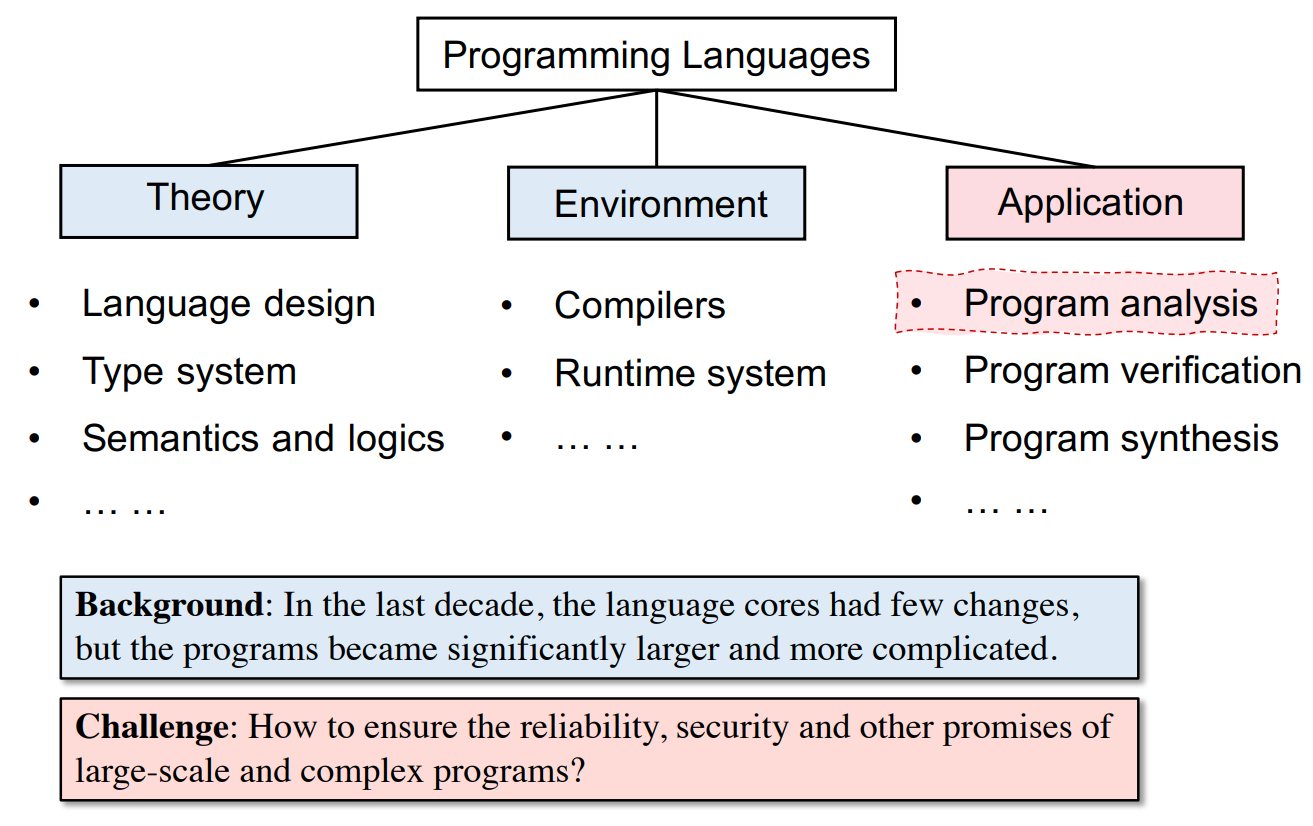 Programming Languages
Theory
• Language design
• Type system
• Semantics and logics
• … …
Environment
• Compilers
• Runtime system
• … …
Application
• Program analysis
• Program verification
• Program synthesis
• … …
Background: In the last decade, the language cores had few changes,
but the programs became significantly larger and more complicated.
Challenge: How to ensure the reliability, security and other promises of
large-scale and complex programs?